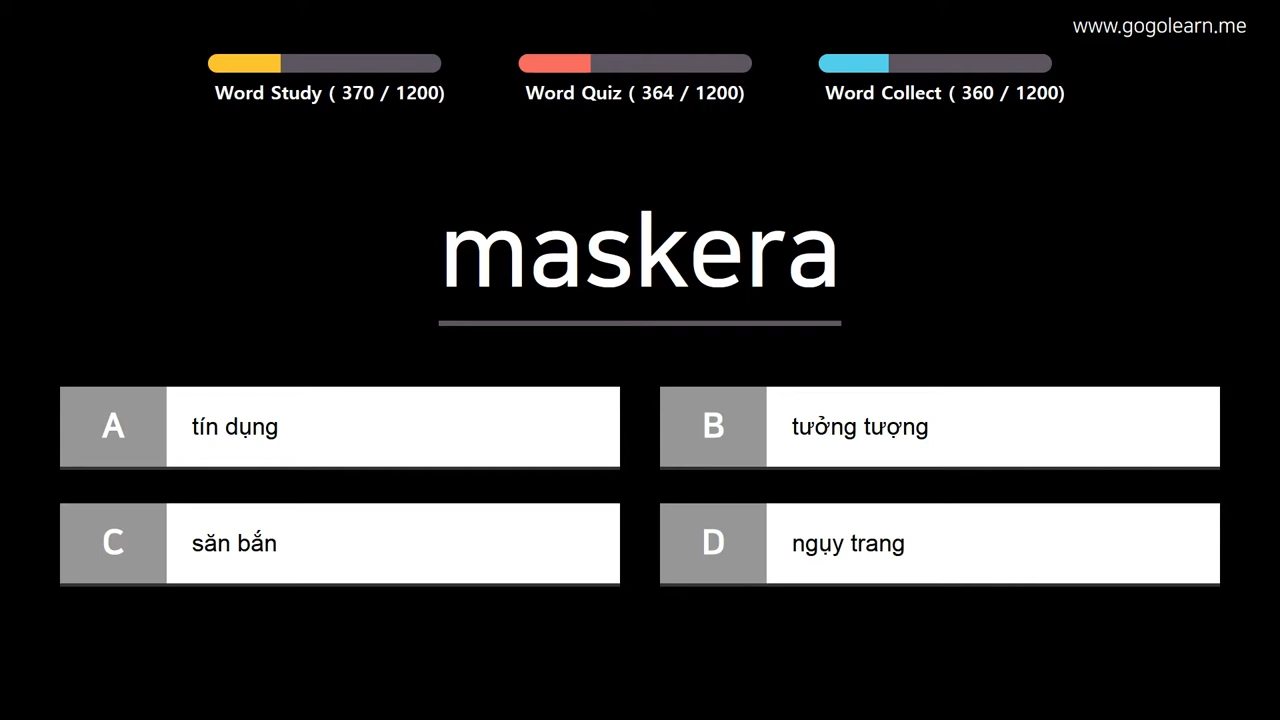 www.gogolearn.me
Word Study ( 370 / 1200)
Word Quiz ( 364 / 1200)
Word Collect ( 360 / 1200)
maskera
A tín dụng
B tưởng tượng
C săn bắn
D ngụy trang